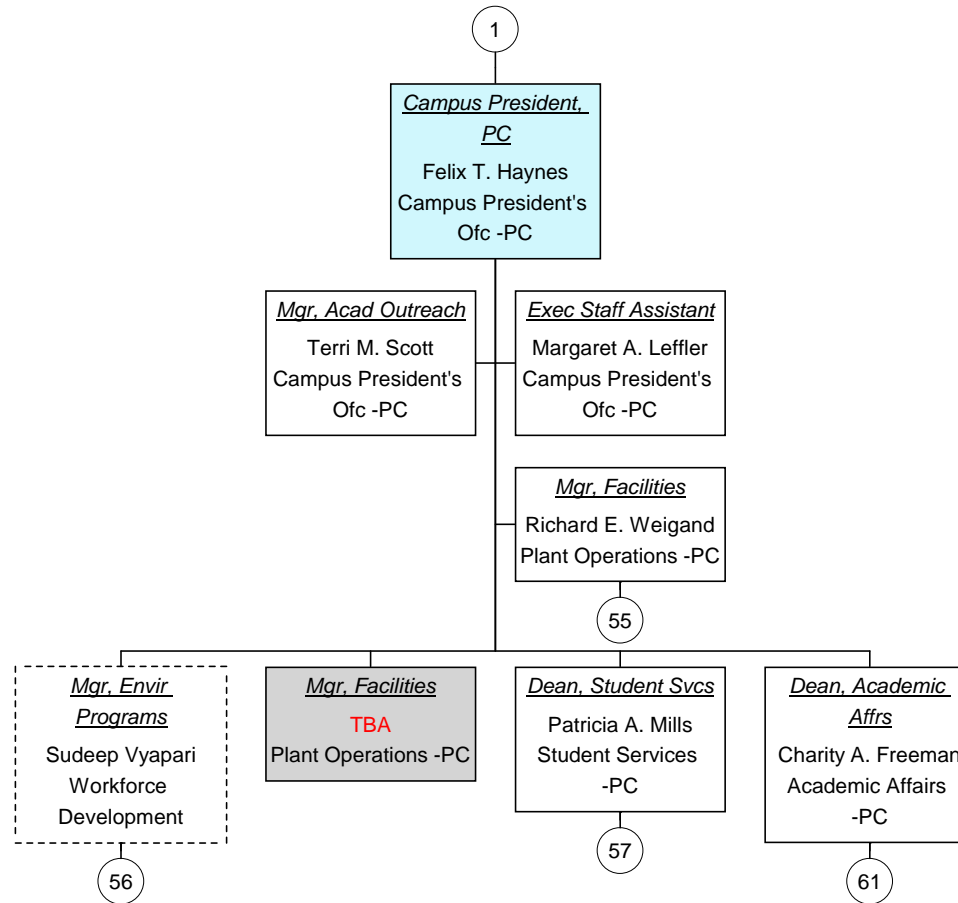 1
Campus President,
PC
Felix T. Haynes
Campus President's
Ofc -PC
Mgr, Acad Outreach
Terri M. Scott
Campus President's
Ofc -PC
Exec Staff Assistant
Margaret A. Leffler
Campus President's
Ofc -PC
Mgr, Facilities
Richard E. Weigand
Plant Operations -PC
55
Mgr, Envir
Programs
Sudeep Vyapari
Workforce
Development
56
Mgr, Facilities
TBA
Plant Operations -PC
Dean, Student Svcs
Patricia A. Mills
Student Services
-PC
57
Dean, Academic
Affrs
Charity A. Freeman
Academic Affairs
-PC
61